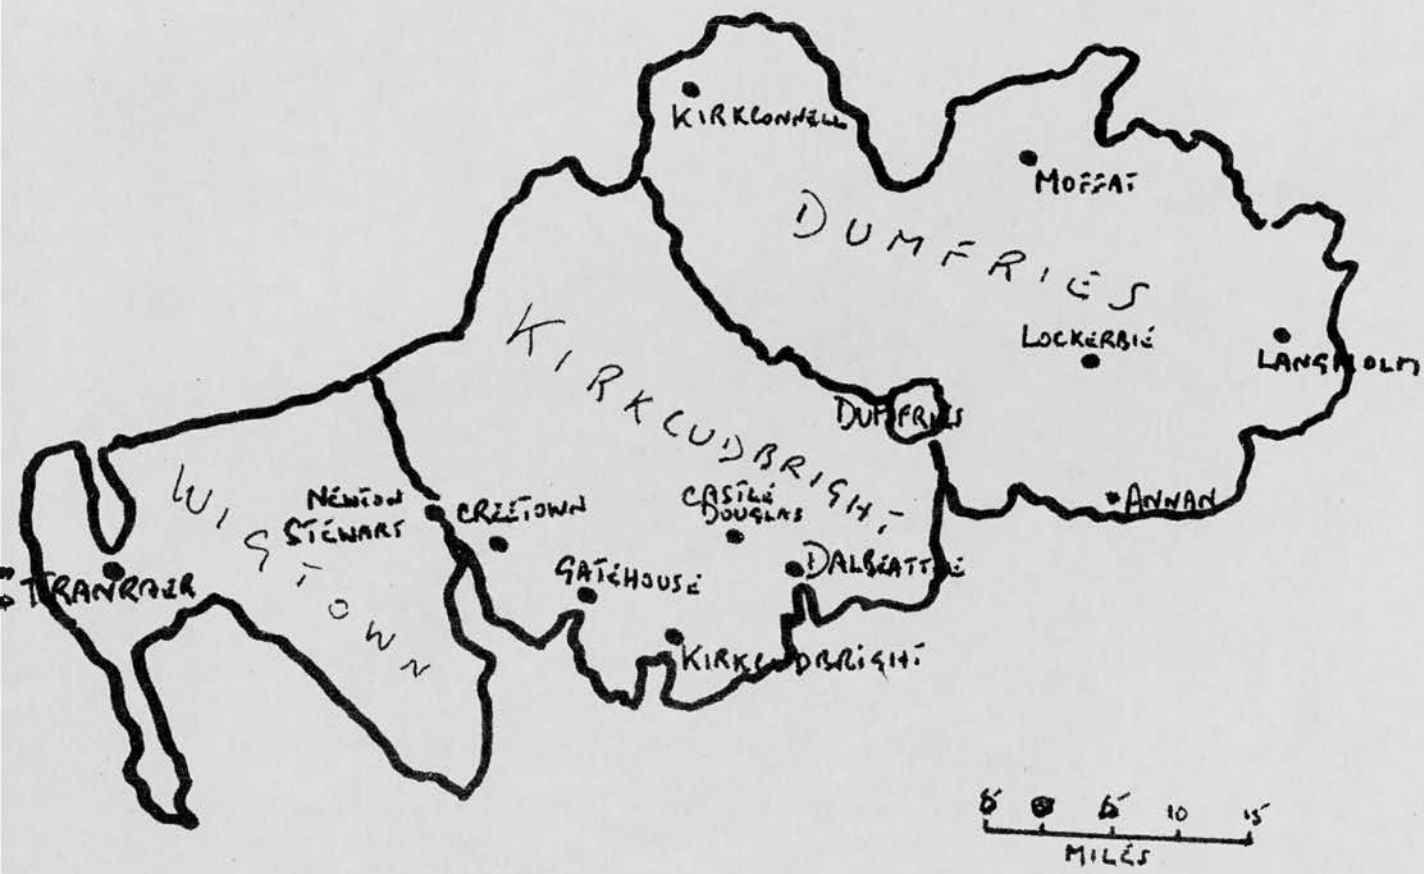 KIRKCONNELL
MOFFAT
DUMFRIES
LOCKERBIE
LANGHOLM
KIRKCUDBRIGHT
DUMFRIES
WIGTOWN
NEWTON
STEWART
CREETOWN
CASTLE
DOUGLAS
ANNAN
GATEHOUSE
DALBEATTIE
STRANRAER
KIRKCUDBRIGHT
5 0 5 10 15
MILES